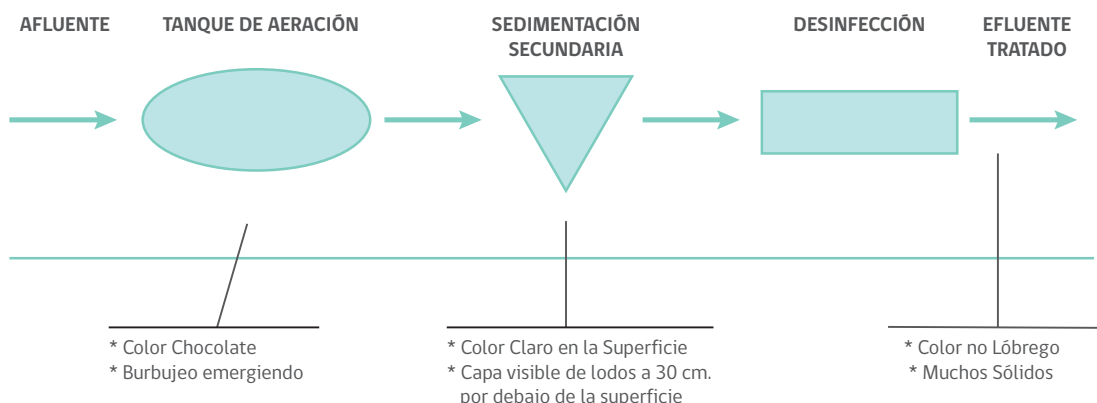 AFLUENTE
TANQUE DE AERACIÓN
SEDIMENTACIÓN
SECUNDARIA
DESINFECCIÓN
EFLUENTE
TRATADO
* Color Chocolate
* Burbujeo emergiendo
* Color Claro en la Superficie
* Capa visible de lodos a 30 cm.
por debajo de la superficie
* Color no Lóbrego
* Muchos Sólidos